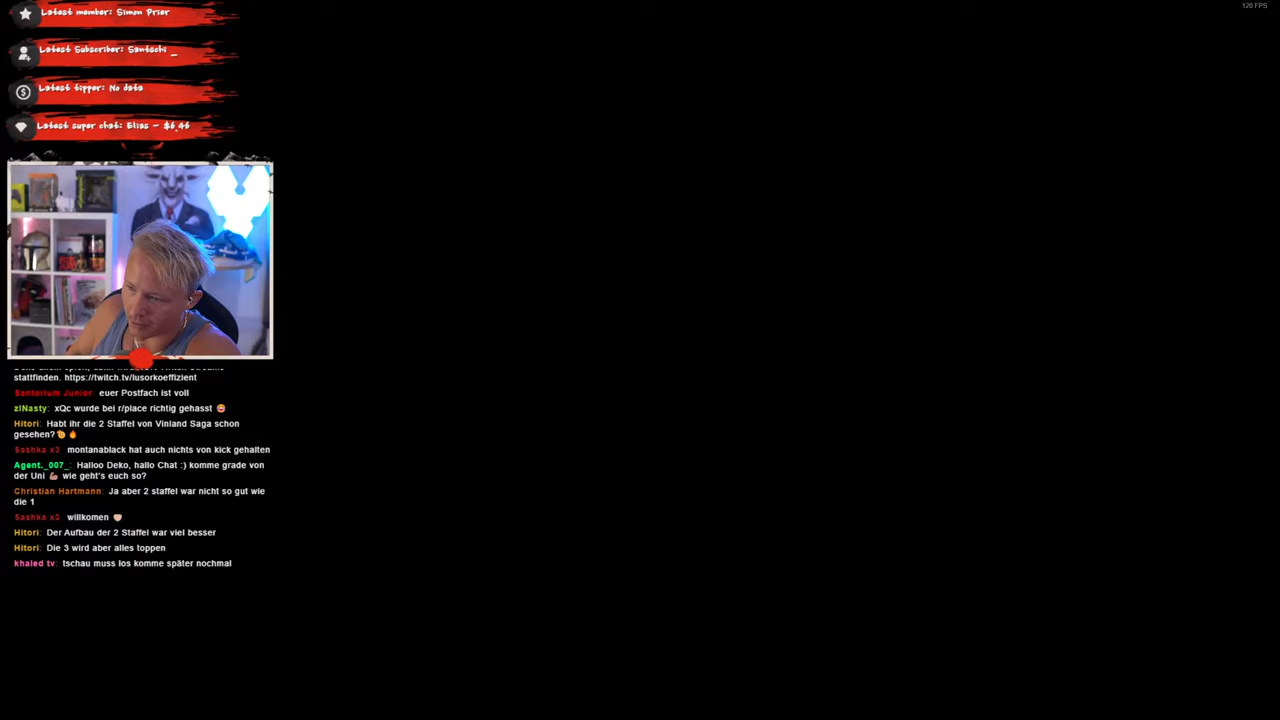 Latest member: Simon Prior
120 FPS
Latest Subscriber: Santschi _
Latest tipper: No data
Latest super chat: Elias - $6.46
stattfinden. https://twitch.tv/lusorkoeffizient
Santorium Junior euer Postfach ist voll
zINasty: xQc wurde bei r/place richtig gehasst 😅
Hitori: Habt ihr die 2 Staffel von Vinland Saga schon
gesehen?
Sashka x3 montanablack hat auch nichts von kick gehalten
Agent._007_: Halloo Deko, hallo Chat :) komme grade von
der Uni 💪🏽 wie geht's euch so?
Christian Hartmann: Ja aber 2 staffel war nicht so gut wie
die 1
Sashka x3 willkomen
Hitori: Der Aufbau der 2 Staffel war viel besser
Hitori: Die 3 wird aber alles toppen
khaled tv: tschau muss los komme später nochmal